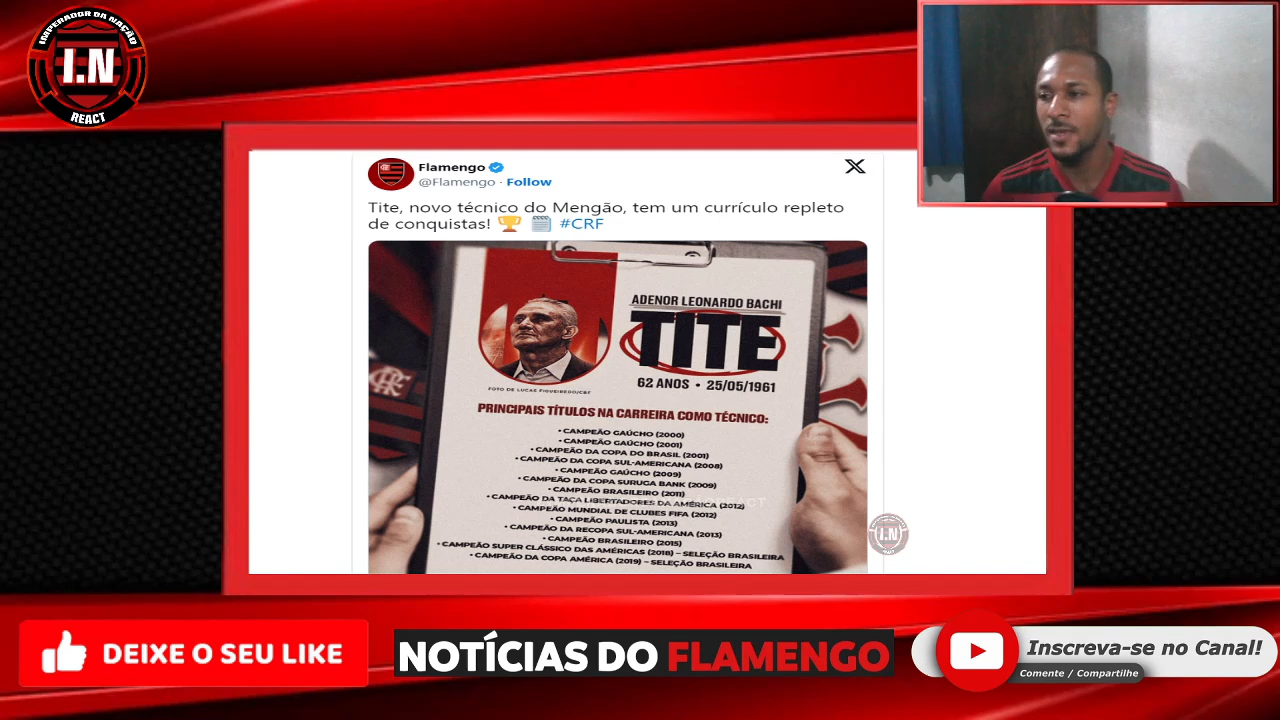 IMPERADOR DA NAÇÃO
I.N
REACT
Flamengo
@Flamengo · Follow
X
Tite, novo técnico do Mengão, tem um currículo repleto
de conquistas! #CRF
ADENOR LEONARDO BACHI
TITE
62 ANOS • 25/05/1961
FOTO DE LUCAS FIGUEIREDO/CBF
PRINCIPAIS TÍTULOS NA CARREIRA COMO TÉCNICO:
• CAMPEÃO GAÚCHO (2000)
• CAMPEÃO GAÚCHO (2001)
• CAMPEÃO DA COPA DO BRASIL (2001)
• CAMPEÃO DA COPA SUL-AMERICANA (2008)
• CAMPEÃO GAÚCHO (2009)
• CAMPEÃO DA COPA SURUGA BANK (2009)
• CAMPEÃO BRASILEIRO (2011)
• CAMPEÃO DA TAÇA LIBERTADORES DA AMÉRICA (2012)
• CAMPEÃO MUNDIAL DE CLUBES FIFA (2012)
• CAMPEÃO PAULISTA (2013)
• CAMPEÃO DA RECOPA SUL-AMERICANA (2013)
• CAMPEÃO BRASILEIRO (2015)
• CAMPEÃO SUPER CLÁSSICO DAS AMÉRICAS (2018) – SELEÇÃO BRASILEIRA
• CAMPEÃO DA COPA AMÉRICA (2019) – SELEÇÃO BRASILEIRA
I.N
DEIXE O SEU LIKE
NOTÍCIAS DO FLAMENGO
Inscreva-se no Canal!
Comente / Compartilhe